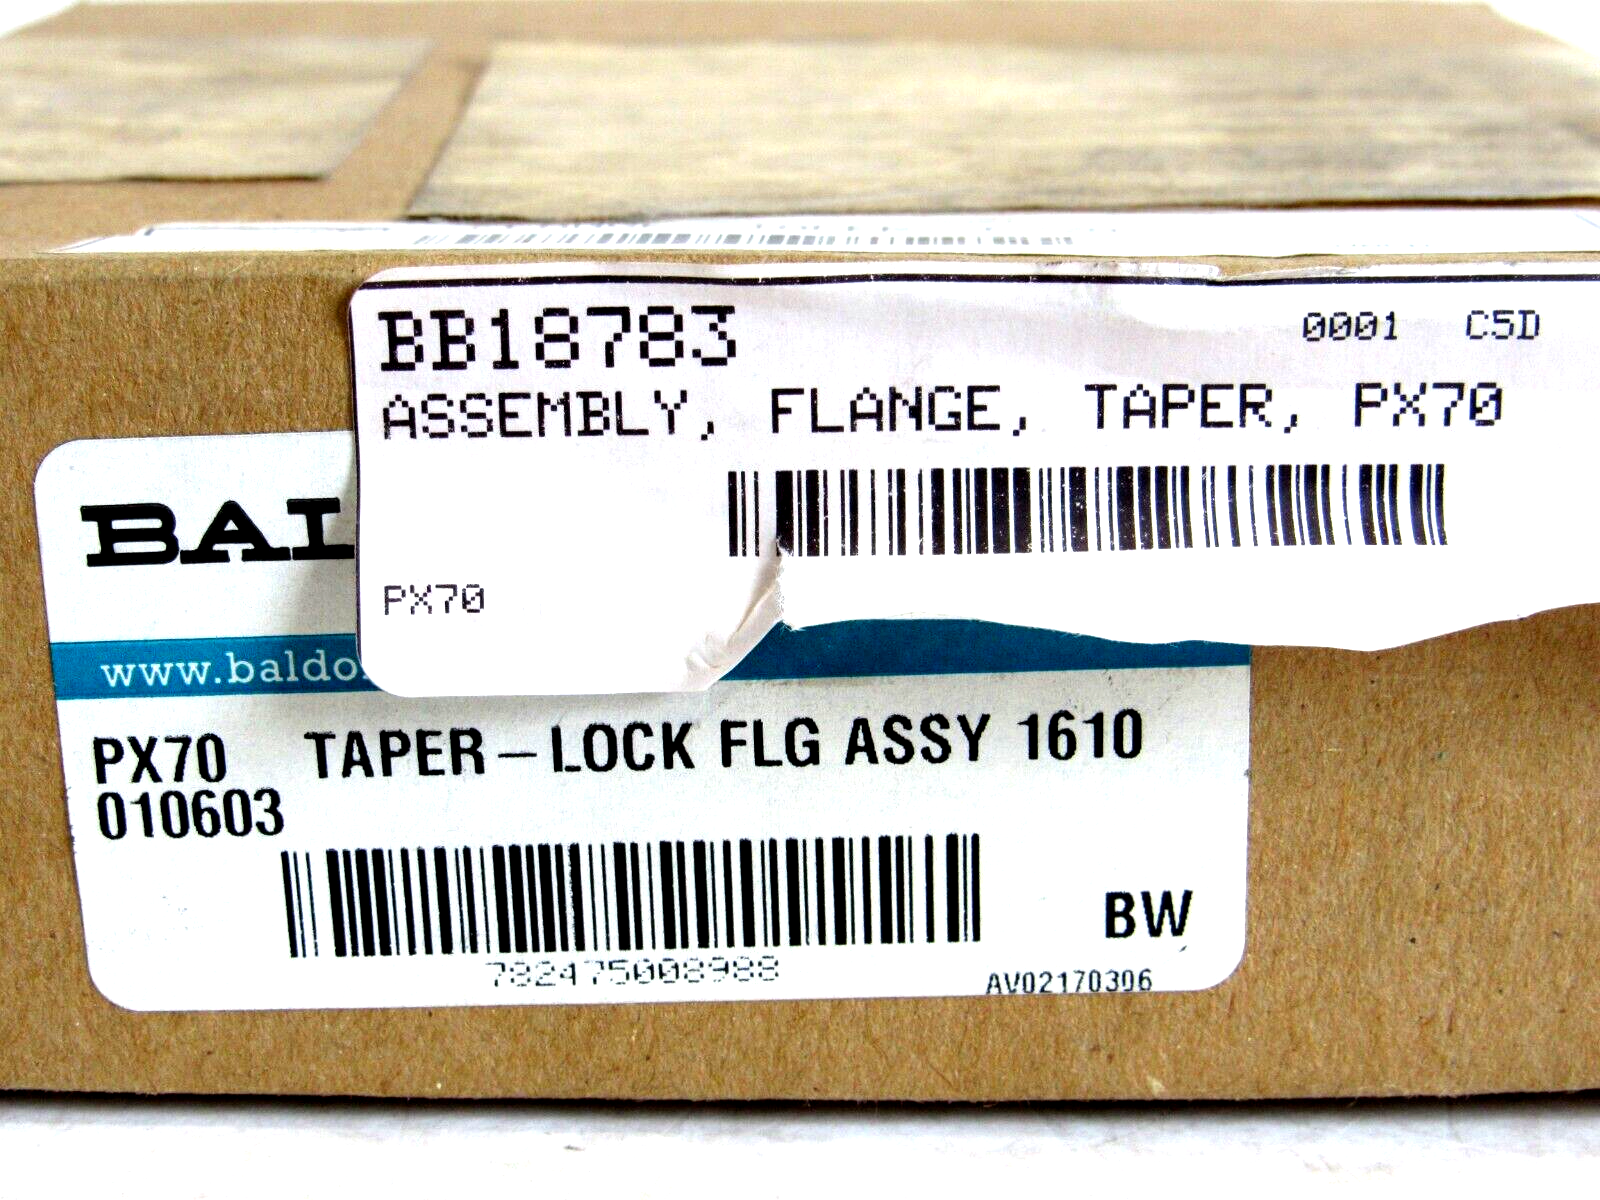 BB18783 0001 C5D
ASSEMBLY, FLANGE, TAPER, PX70
PX70
BAL
www.baldo
PX70 TAPER-LOCK FLG ASSY 1610
010603
782475008988
BW
AV02170306